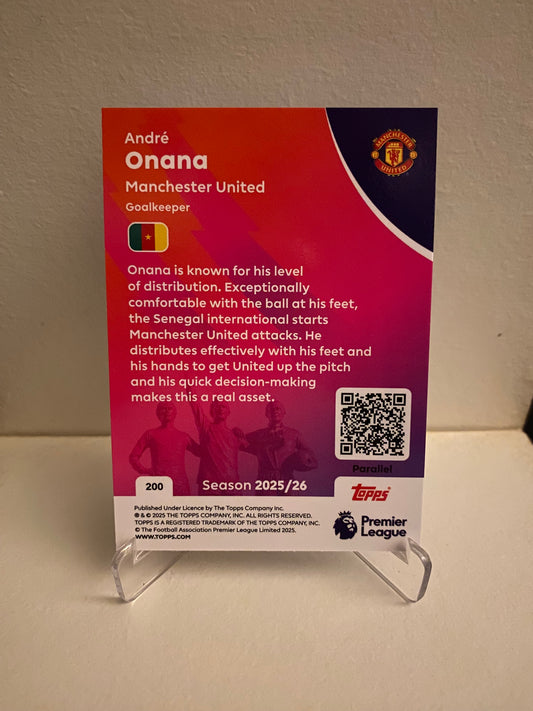 André
Onana
Manchester United
Goalkeeper
MANCHESTER
UNITED
Onana is known for his level
of distribution. Exceptionally
comfortable with the ball at his feet,
the Senegal international starts
Manchester United attacks. He
distributes effectively with his feet and
his hands to get United up the pitch
and his quick decision-making
makes this a real asset.
Parallel
200
Season 2025/26
Topps
Published Under Licence by The Topps Company Inc.
® & © 2025 THE TOPPS COMPANY, INC. ALL RIGHTS RESERVED.
TOPPS IS A REGISTERED TRADEMARK OF THE TOPPS COMPANY, INC.
© The Football Association Premier League Limited 2025.
WWW.TOPPS.COM
Premier
League